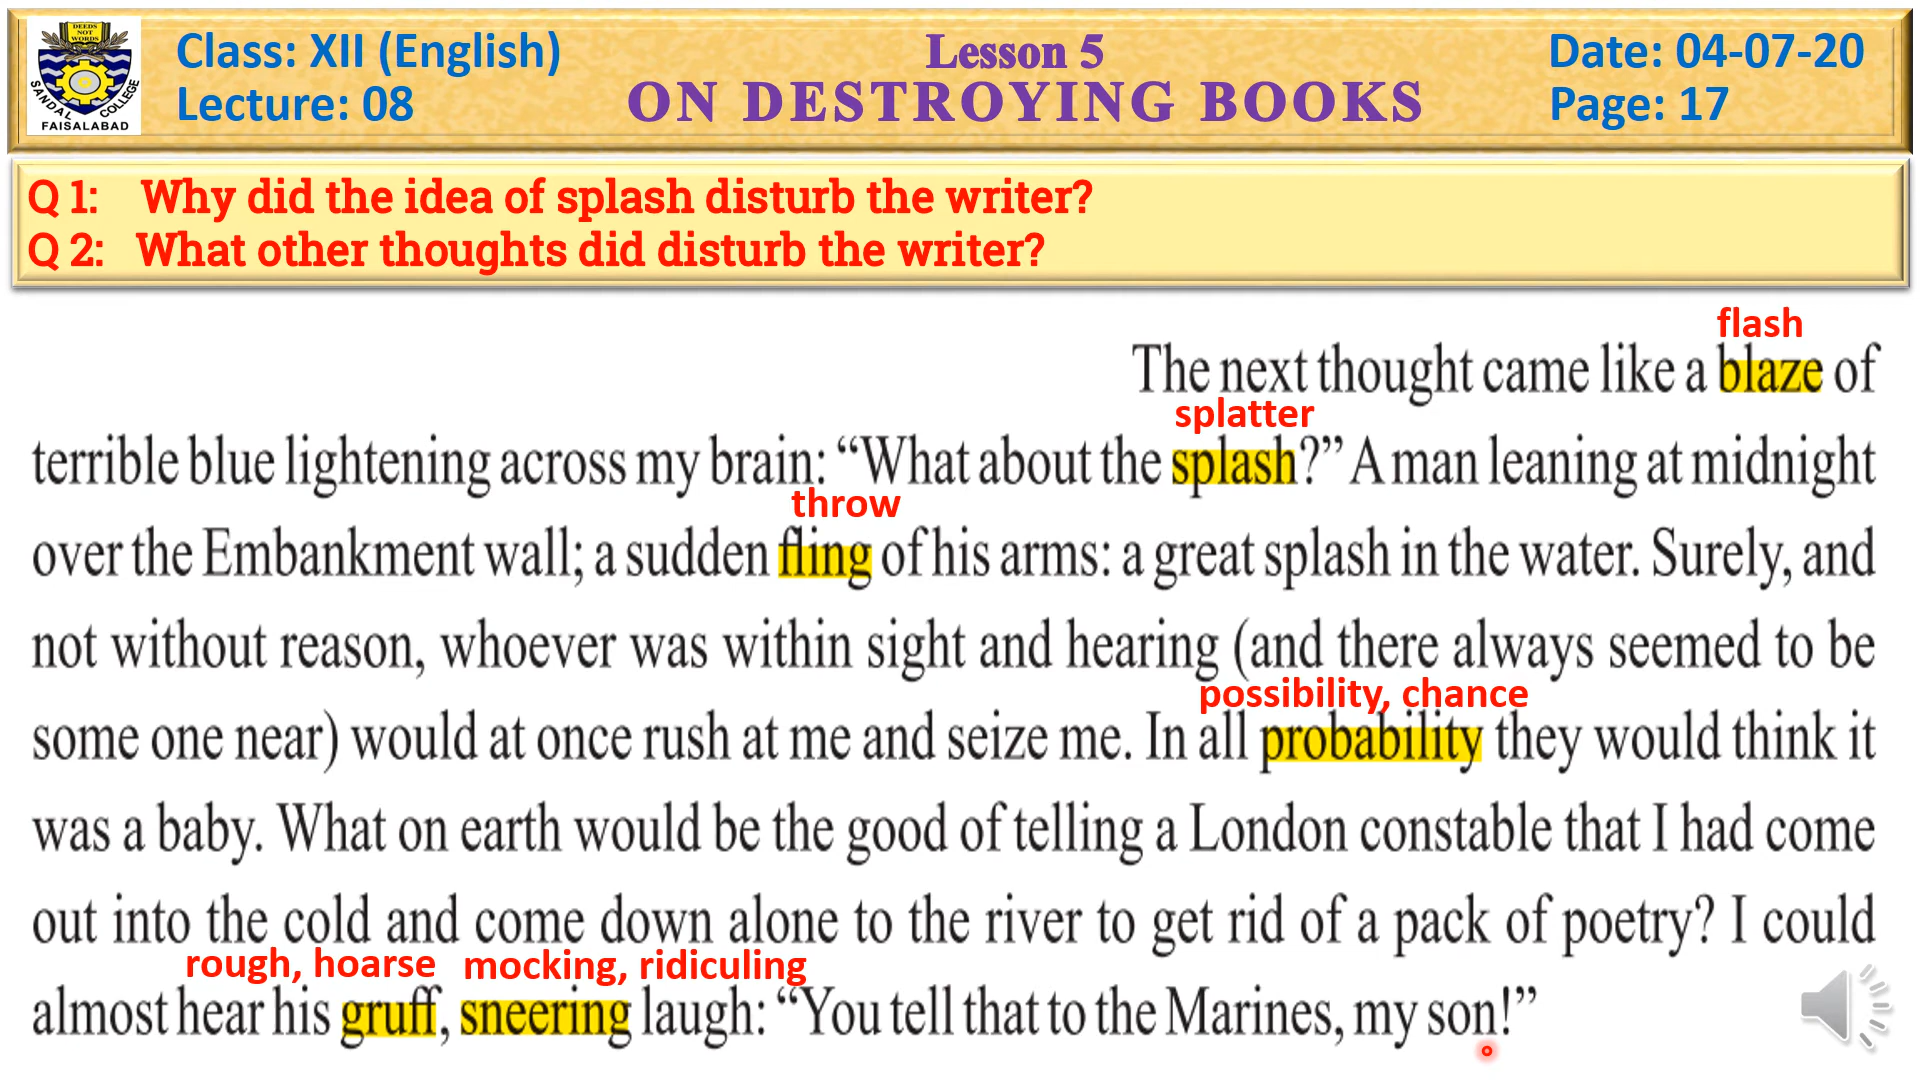 DEEDS
NOT
WORDS
SANDAL COLLEGE
FAISALABAD
Class: XII (English)
Lecture: 08
Lesson 5
ON DESTROYING BOOKS
Date: 04-07-20
Page: 17
Q 1: Why did the idea of splash disturb the writer?
Q 2: What other thoughts did disturb the writer?
flash
The next thought came like a blaze of
splatter
terrible blue lightening across my brain: “What about the splash?” A man leaning at midnight
throw
over the Embankment wall; a sudden fling of his arms: a great splash in the water. Surely, and
not without reason, whoever was within sight and hearing (and there always seemed to be
possibility, chance
some one near) would at once rush at me and seize me. In all probability they would think it
was a baby. What on earth would be the good of telling a London constable that I had come
out into the cold and come down alone to the river to get rid of a pack of poetry? I could
rough, hoarse mocking, ridiculing
almost hear his gruff, sneering laugh: “You tell that to the Marines, my son!”